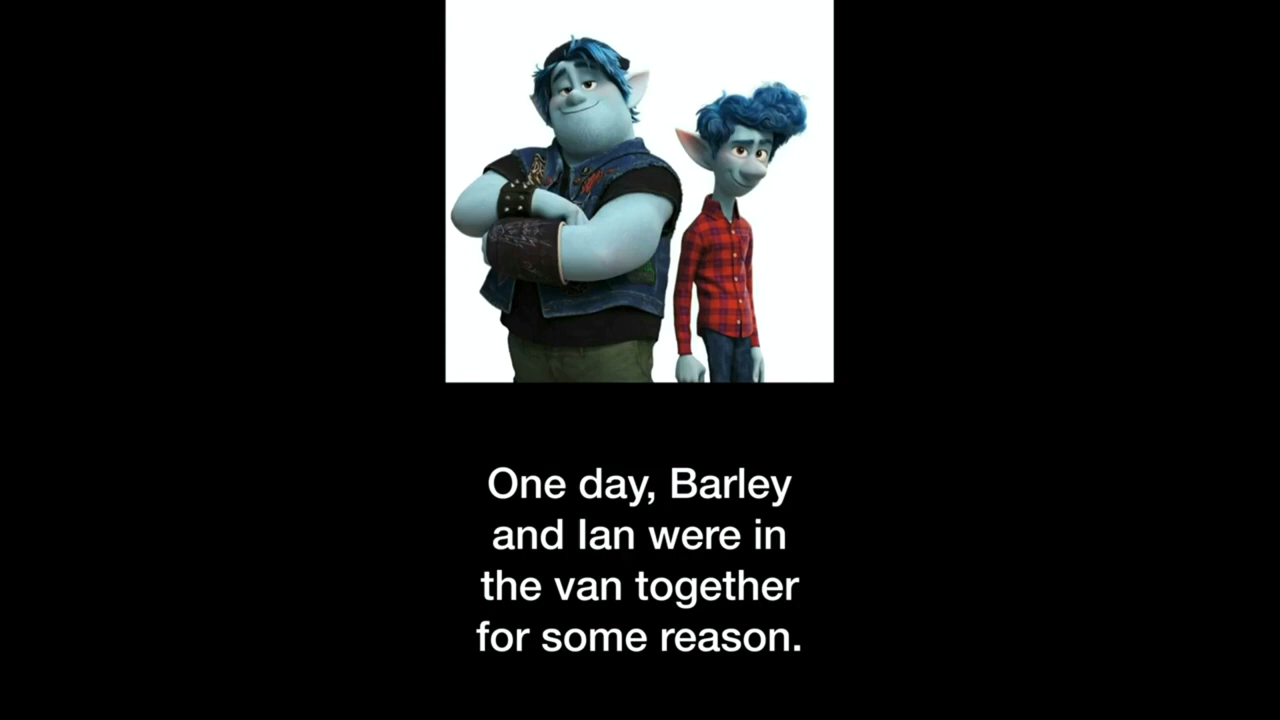 One day, Barley
and Ian were in
the van together
for some reason.